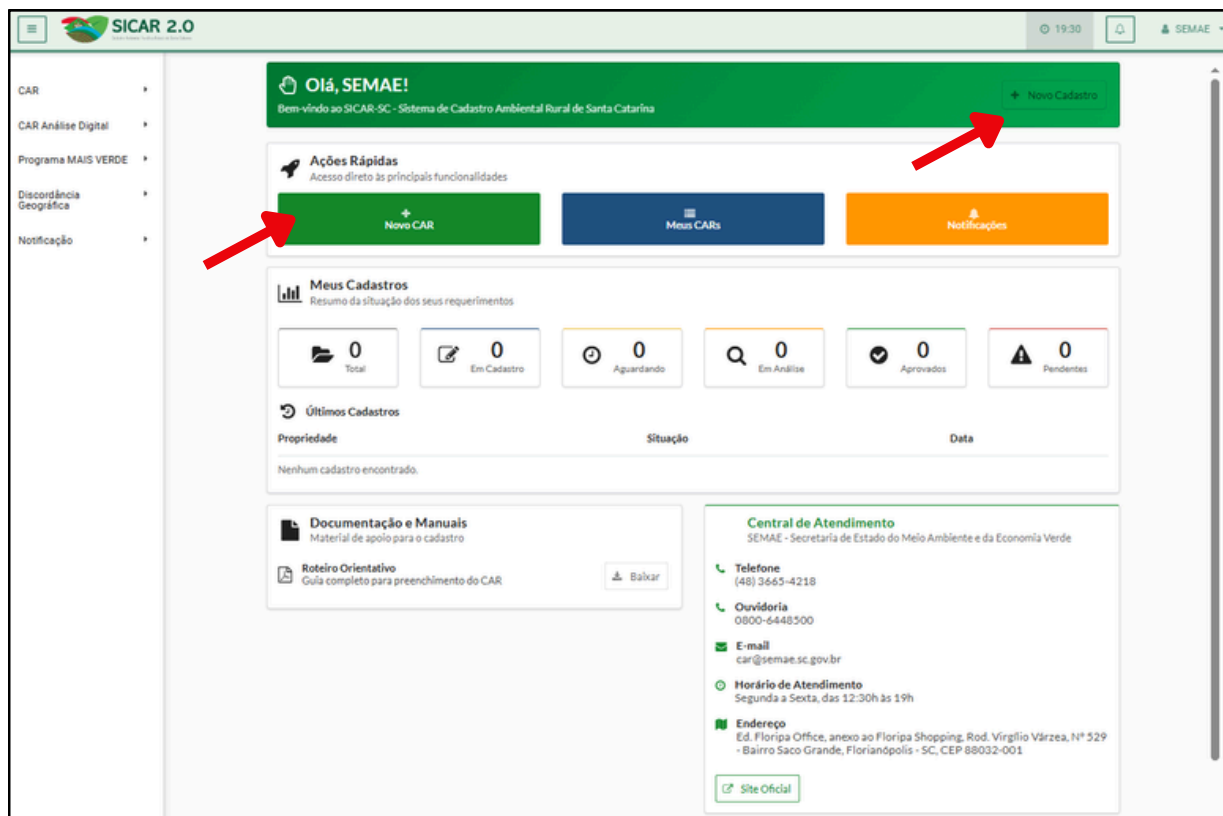 SICAR 2.0
19:30
SEMAE
CAR
CAR Análise Digital
Programa MAIS VERDE
Discordância
Geográfica
Notificação
Olá, SEMAE!
Bem-vindo ao SICAR-SC - Sistema de Cadastro Ambiental Rural de Santa Catarina
+ Novo Cadastro
Ações Rápidas
Acesso direto às principais funcionalidades
Novo CAR
Meus CARs
Notificações
Meus Cadastros
Resumo da situação dos seus requerimentos
0
Total
0
Em Cadastro
0
Aguardando
0
Em Análise
0
Aprovados
0
Pendentes
Últimos Cadastros
Propriedade Situação Data
Nenhum cadastro encontrado.
Documentação e Manuais
Material de apoio para o cadastro
Roteiro Orientativo
Guia completo para preenchimento do CAR
Baixar
Central de Atendimento
SEMAE - Secretaria de Estado do Meio Ambiente e da Economia Verde
Telefone
(48) 3665-4218
Ouvidoria
0800-6448500
E-mail
car@semae.sc.gov.br
Horário de Atendimento
Segunda a Sexta, das 12:30h às 19h
Endereço
Ed. Floripa Office, anexo ao Floripa Shopping, Rod. Virgílio Várzea, Nº 529
- Bairro Saco Grande, Florianópolis - SC, CEP 88032-001
Site Oficial